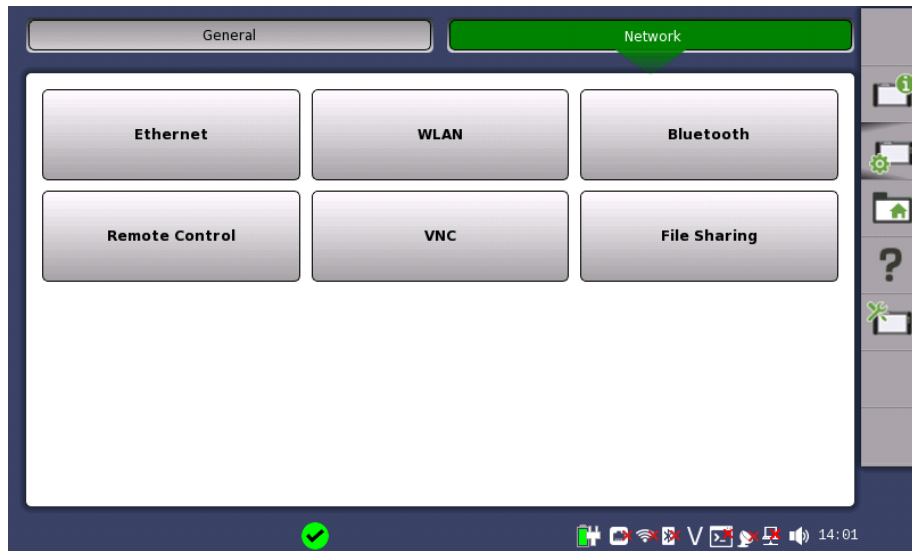 General Network
Ethernet WLAN Bluetooth
Remote Control VNC File Sharing
V 14:01